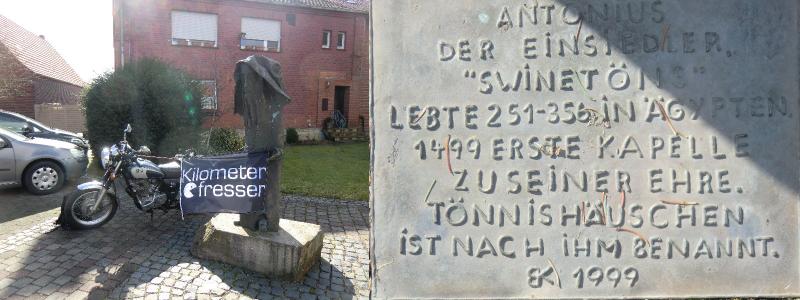 Kilometer
fresser
ANTONIUS
DER EINSIEDLER,
"SWINETÖNS"
LEBTE 251-356 IN ÄGYPTEN.
1499 ERSTE KAPELLE
ZU SEINER EHRE.
TÖNNISHÄUSCHEN
IST NACH IHM BENANNT.
BK 1999